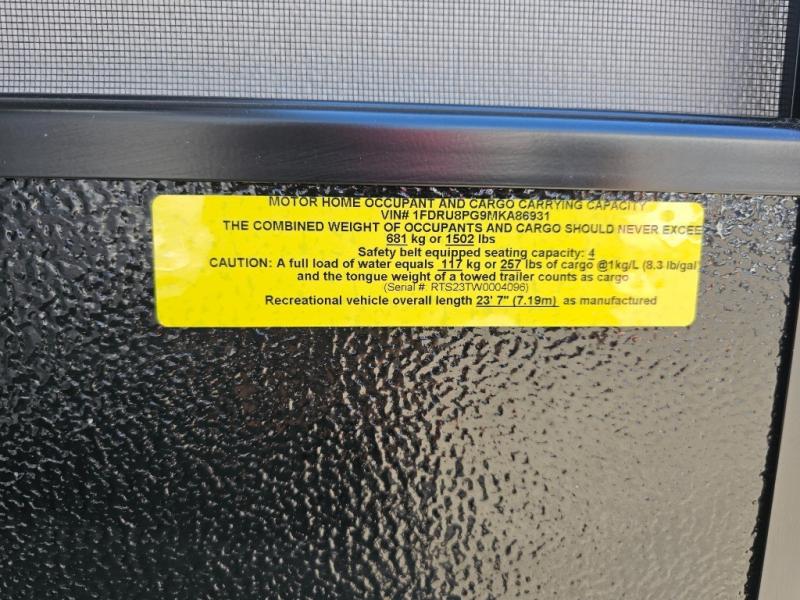 MOTOR HOME OCCUPANT AND CARGO CARRYING CAPACITY
VIN# 1FDRU8PG9MKA86931
THE COMBINED WEIGHT OF OCCUPANTS AND CARGO SHOULD NEVER EXCEE
681 kg or 1502 lbs
Safety belt equipped seating capacity: 4
CAUTION: A full load of water equals 117 kg or 257 lbs of cargo @1kg/L (8.3 lb/gal
and the tongue weight of a towed trailer counts as cargo
(Serial #: RTS23TW0004096)
Recreational vehicle overall length 23' 7" (7.19m) as manufactured